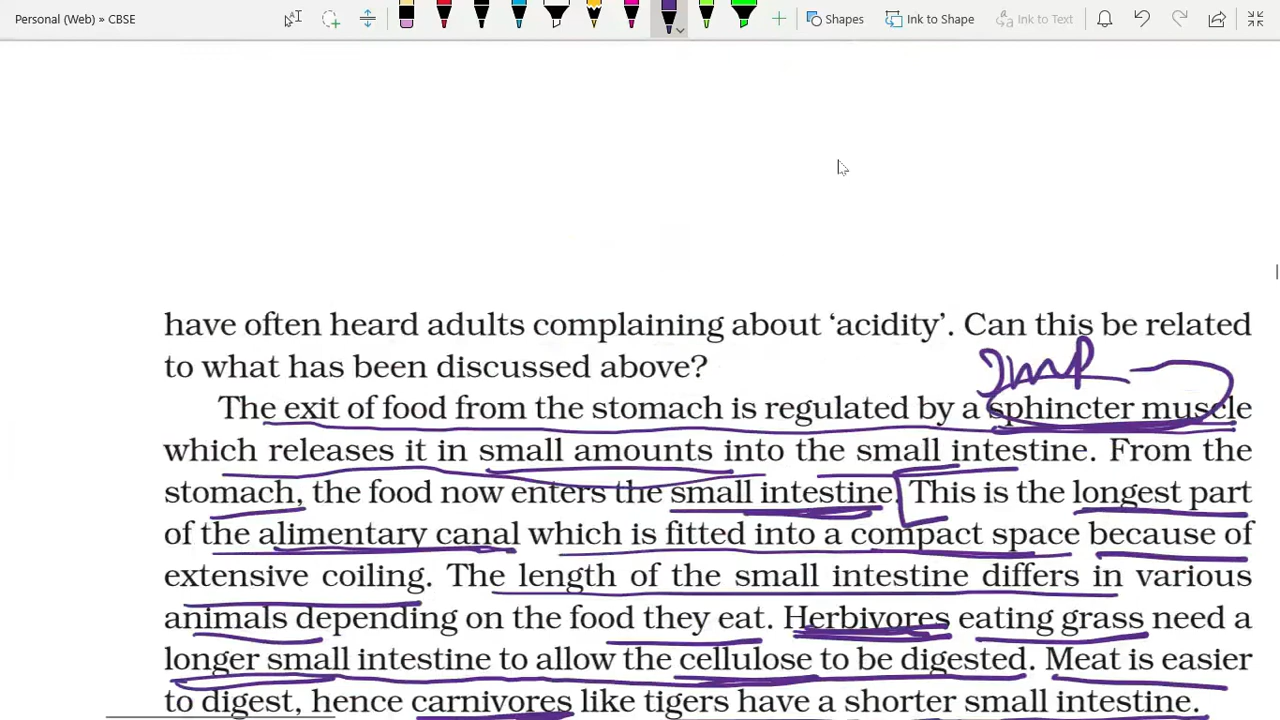 Personal (Web) » CBSE
Shapes
Ink to Shape
Ink to Text
have often heard adults complaining about ‘acidity’. Can this be related
to what has been discussed above?
Imp
The exit of food from the stomach is regulated by a sphincter muscle
which releases it in small amounts into the small intestine. From the
stomach, the food now enters the small intestine. This is the longest part
of the alimentary canal which is fitted into a compact space because of
extensive coiling. The length of the small intestine differs in various
animals depending on the food they eat. Herbivores eating grass need a
longer small intestine to allow the cellulose to be digested. Meat is easier
to digest, hence carnivores like tigers have a shorter small intestine.